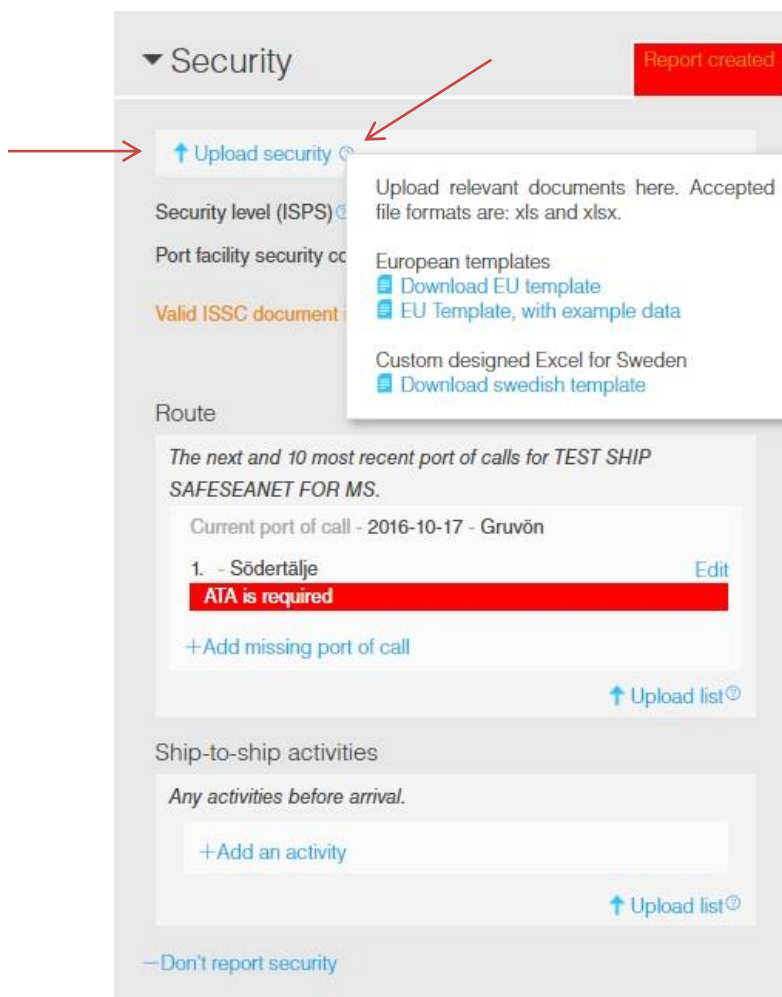 Security
Report created
Upload security
Upload relevant documents here. Accepted
file formats are: xls and xlsx.
European templates
Download EU template
EU Template, with example data
Custom designed Excel for Sweden
Download swedish template
Security level (ISPS)
Port facility security
Valid ISSC document
Route
The next and 10 most recent port of calls for TEST SHIP
SAFESEANET FOR MS.
Current port of call - 2016-10-17 - Gruvön
1. - Södertälje
Edit
ATA is required
+Add missing port of call
Upload list
Ship-to-ship activities
Any activities before arrival.
+Add an activity
Upload list
—Don't report security